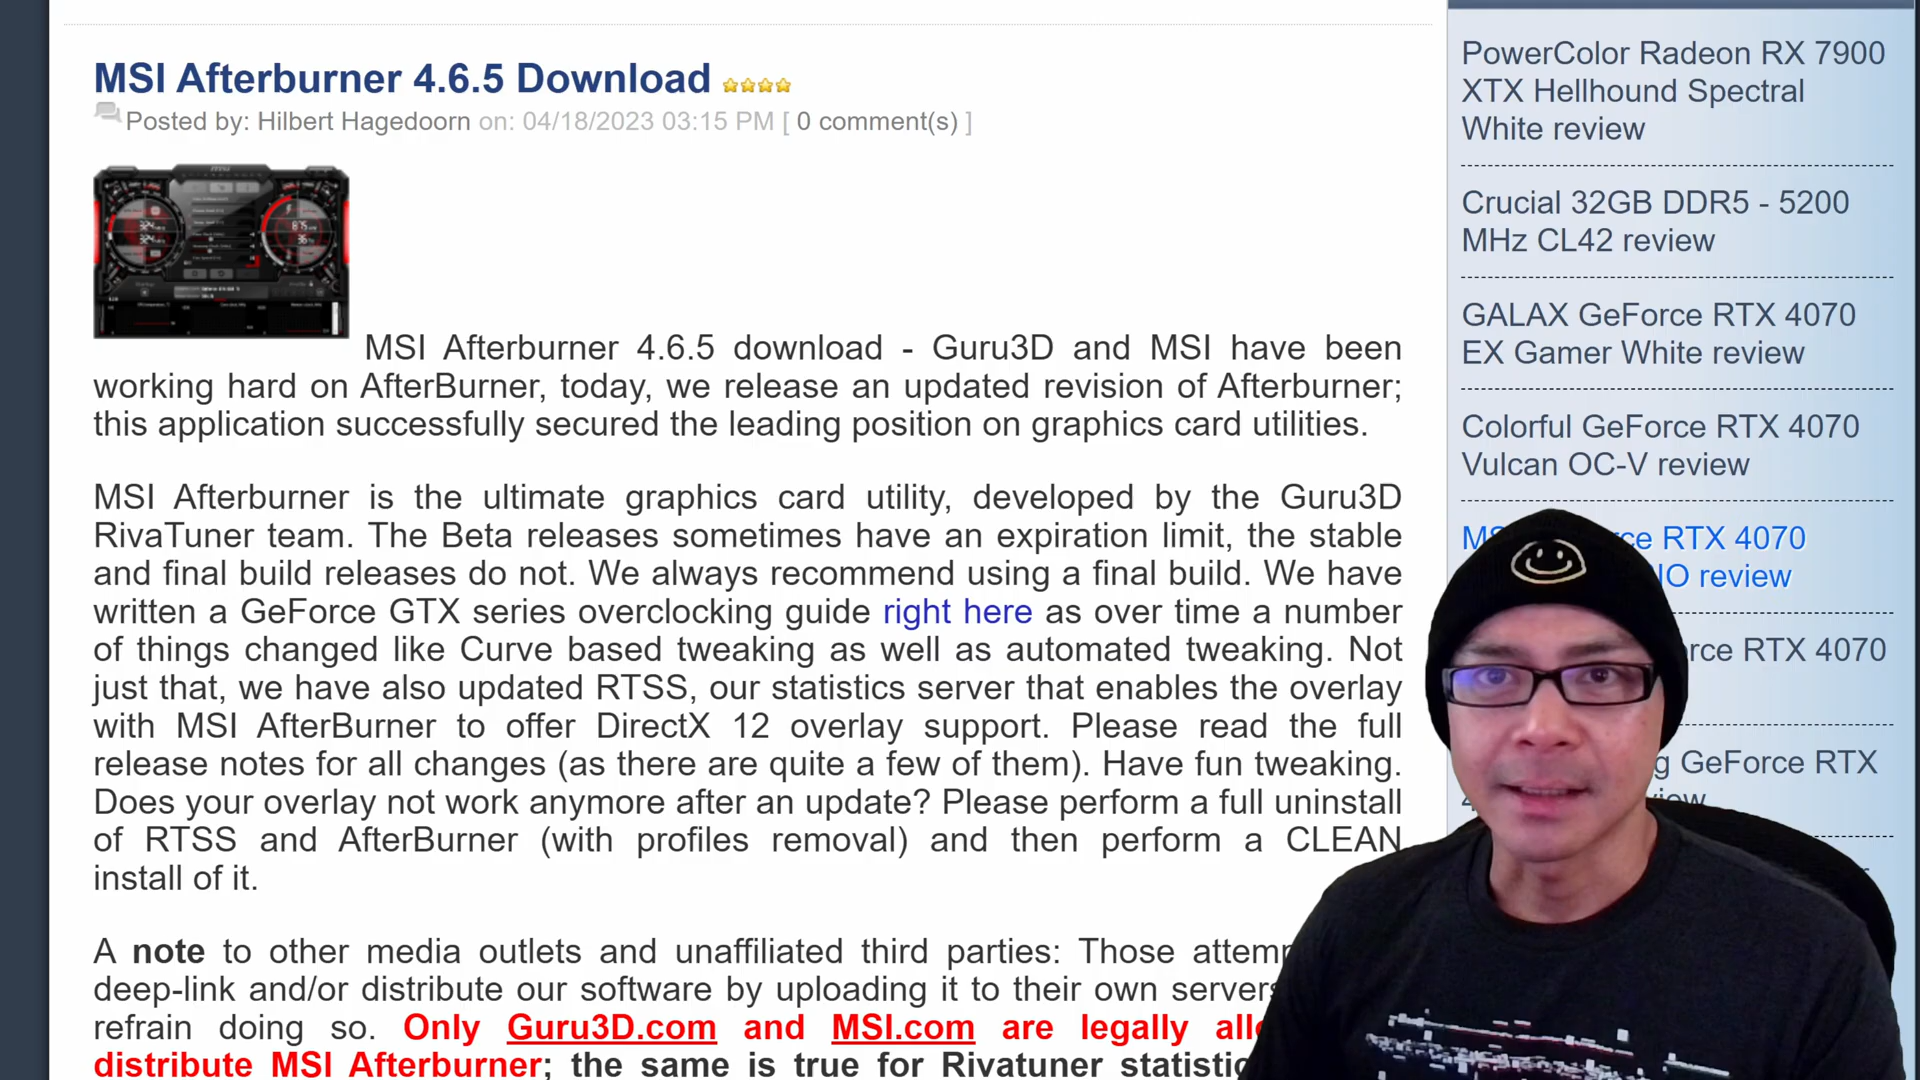 MSI Afterburner 4.6.5 Download
Posted by: Hilbert Hagedoorn on: 04/18/2023 03:15 PM [ 0 comment(s) ]
MSI Afterburner 4.6.5 download - Guru3D and MSI have been
working hard on AfterBurner, today, we release an updated revision of Afterburner;
this application successfully secured the leading position on graphics card utilities.
MSI Afterburner is the ultimate graphics card utility, developed by the Guru3D
RivaTuner team. The Beta releases sometimes have an expiration limit, the stable
and final build releases do not. We always recommend using a final build. We have
written a GeForce GTX series overclocking guide right here as over time a number
of things changed like Curve based tweaking as well as automated tweaking. Not
just that, we have also updated RTSS, our statistics server that enables the overlay
with MSI AfterBurner to offer DirectX 12 overlay support. Please read the full
release notes for all changes (as there are quite a few of them). Have fun tweaking.
Does your overlay not work anymore after an update? Please perform a full uninstall
of RTSS and AfterBurner (with profiles removal) and then perform a CLEAN
install of it.
A note to other media outlets and unaffiliated third parties: Those
deep-link and/or distribute our software by uploading it to their own
refrain doing so. Only Guru3D.com and MSI.com are legally
distribute MSI Afterburner; the same is true for Rivatuner
PowerColor Radeon RX 7900
XTX Hellhound Spectral
White review
Crucial 32GB DDR5 - 5200
MHz CL42 review
GALAX GeForce RTX 4070
EX Gamer White review
Colorful GeForce RTX 4070
Vulcan OC-V review
RTX 4070
review
RTX 4070
GeForce RTX